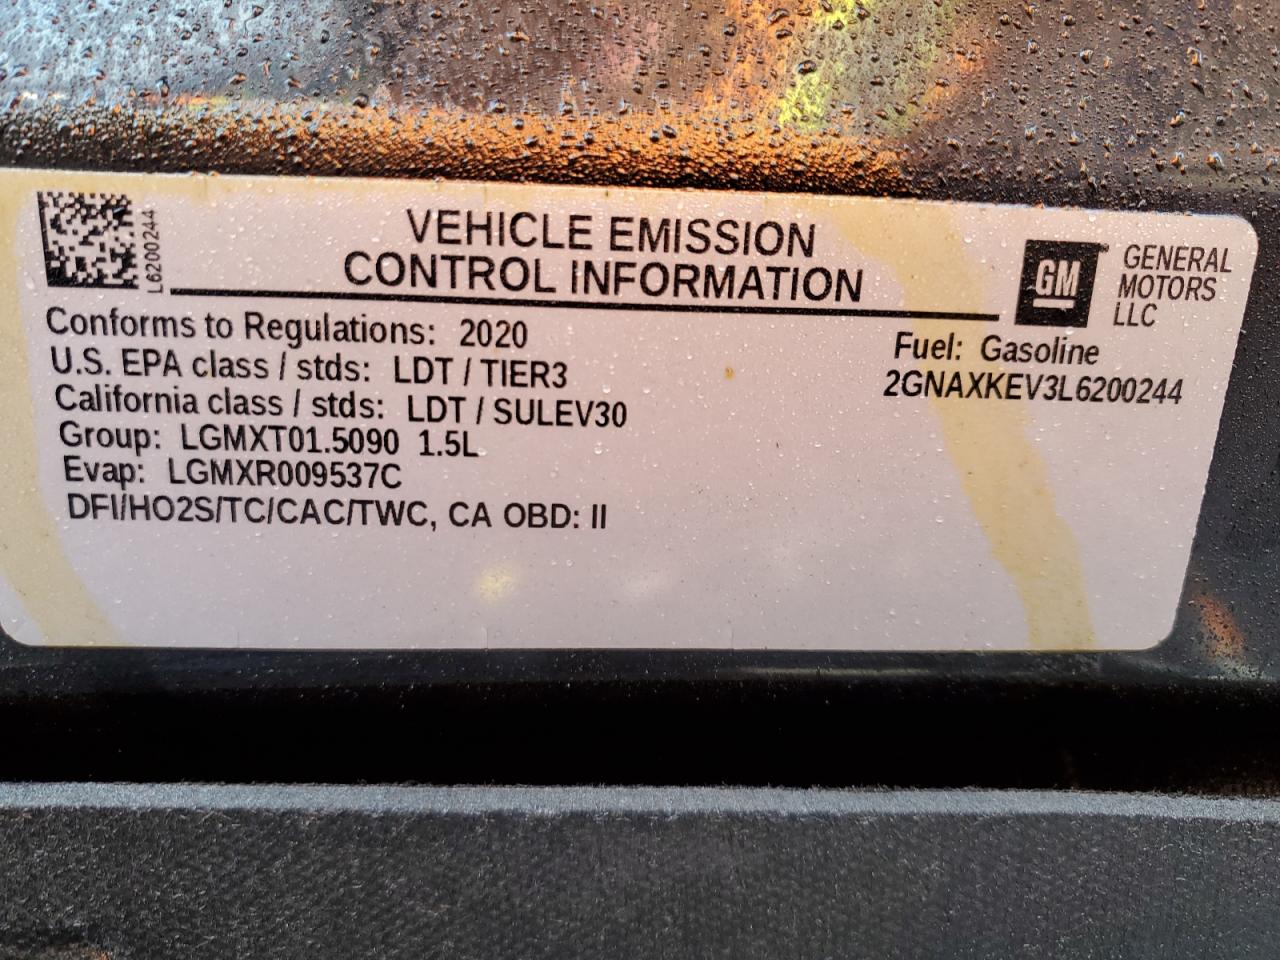 L6200244
VEHICLE EMISSION
CONTROL INFORMATION
GM
GENERAL
MOTORS
LLC
Conforms to Regulations: 2020
U.S. EPA class / stds: LDT / TIER3
California class / stds: LDT / SULEV30
Group: LGMXT01.5090 1.5L
Evap: LGMXR009537C
DFI/HO2S/TC/CAC/TWC, CA OBD: II
Fuel: Gasoline
2GNAXKEV3L6200244